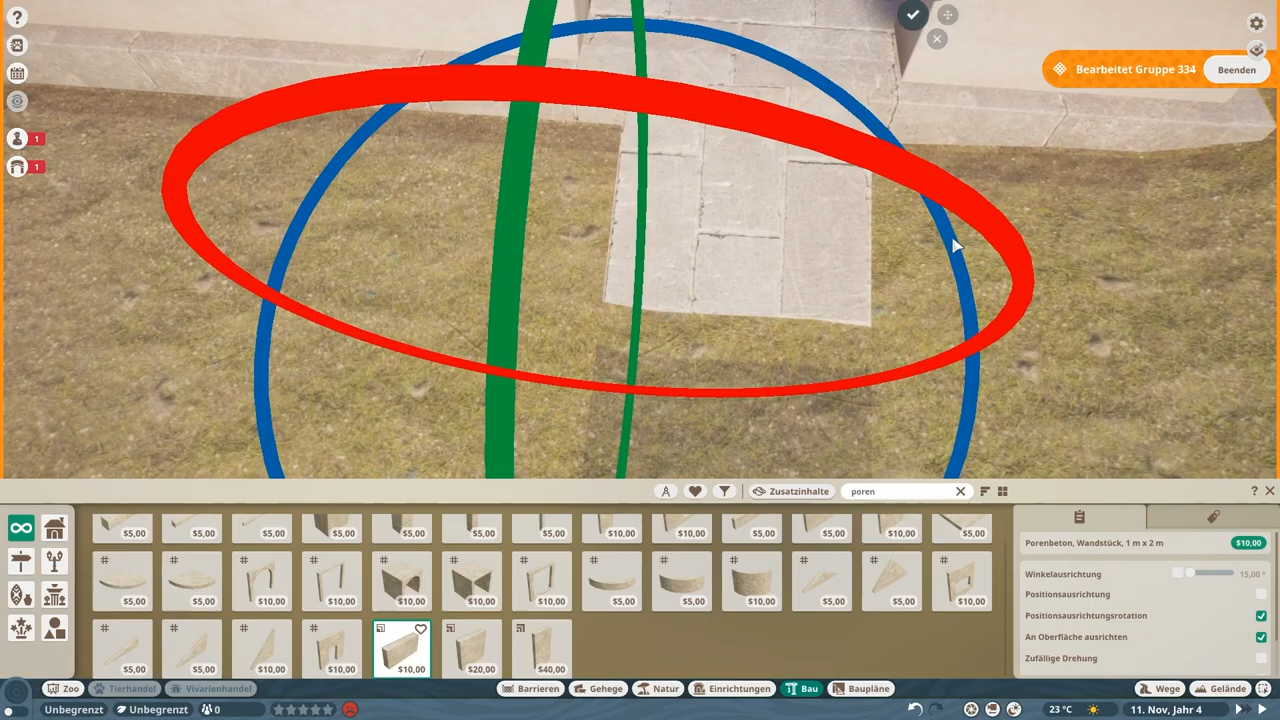 ?
Bearbeitet Gruppe 334
Beenden
1
1
Zusatzinhalte
poren
?
$5,00 $5,00 $5,00 $5,00 $5,00 $5,00 $5,00 $10,00 $10,00 $5,00 $5,00 $10,00 $5,00
$5,00 $5,00 $10,00 $10,00 $10,00 $10,00 $10,00 $5,00 $5,00 $10,00 $5,00 $5,00 $10,00
$5,00 $5,00 $10,00 $10,00 $10,00 $20,00 $40,00
Porenbeton, Wandstück, 1 m x 2 m
$10,00
Winkelausrichtung
15,00 °
Positionsausrichtung
Positionsausrichtungsrotation
An Oberfläche ausrichten
Zufällige Drehung
Zoo
Tierhandel
Vivarienhandel
Barrieren
Gehege
Natur
Einrichtungen
Bau
Baupläne
Wege
Gelände
Unbegrenzt
Unbegrenzt
0
23 °C
11. Nov, Jahr 4